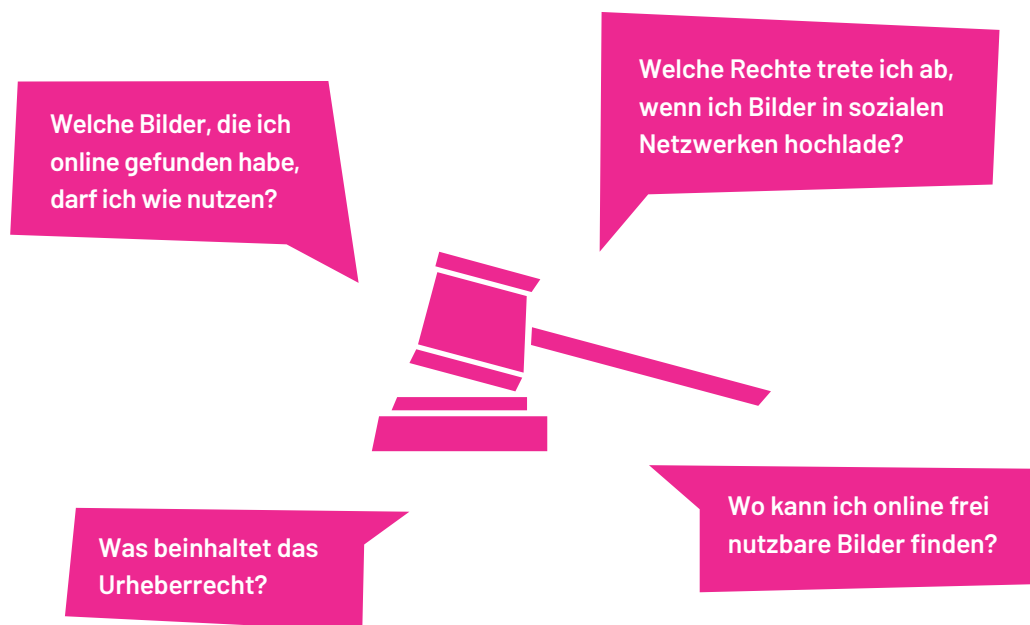 Welche Bilder, die ich
online gefunden habe,
darf ich wie nutzen?
Welche Rechte trete ich ab,
wenn ich Bilder in sozialen
Netzwerken hochlade?
Was beinhaltet das
Urheberrecht?
Wo kann ich online frei
nutzbare Bilder finden?